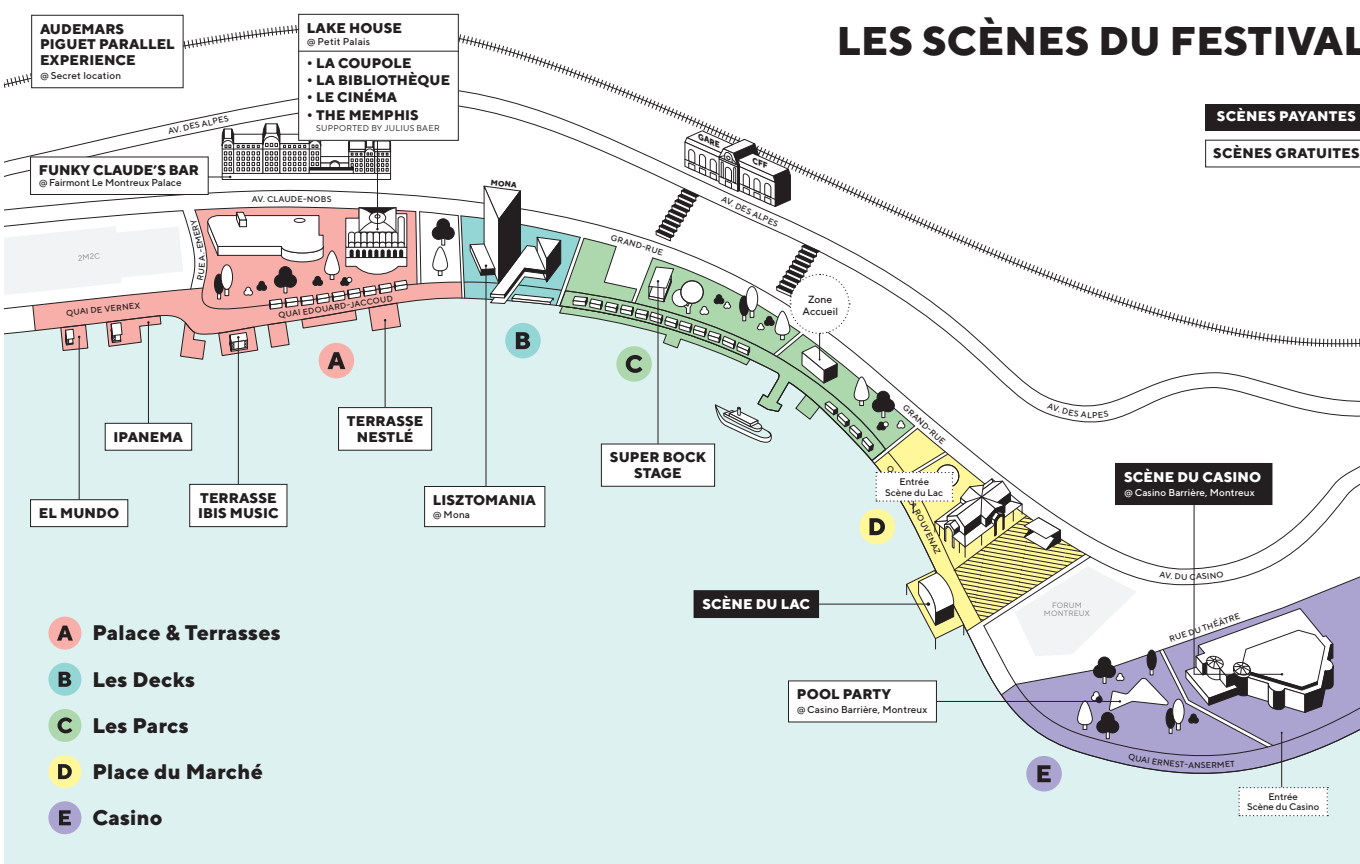 LES SCÈNES DU FESTIVAL
SCÈNES PAYANTES
SCÈNES GRATUITES
AUDEMARS
PIGUET PARALLEL
EXPERIENCE
@ Secret location
LAKE HOUSE
@ Petit Palais
• LA COUPOLE
• LA BIBLIOTHÈQUE
• LE CINÉMA
• THE MEMPHIS
SUPPORTED BY JULIUS BAER
AV. DES ALPES
FUNKY CLAUDE'S BAR
@ Fairmont Le Montreux Palace
GARE
CFF
AV. CLAUDE-NOBS
MONA
AV. DES ALPES
RUE A.-EMERY
GRAND-RUE
2M2C
QUAI DE VERNEX
QUAI EDOUARD-JACCOUD
Zone
Accueil
A
B
C
IPANEMA
TERRASSE
NESTLÉ
AV. DES ALPES
GRAND-RUE
SUPER BOCK
STAGE
EL MUNDO
TERRASSE
IBIS MUSIC
LISZTOMANIA
@ Mona
Entrée
Scène du Lac
ROUVENAZ
SCÈNE DU CASINO
@ Casino Barrière, Montreux
D
AV. DU CASINO
SCÈNE DU LAC
FORUM
MONTREUX
RUE DU THÉÂTRE
POOL PARTY
@ Casino Barrière, Montreux
QUAI ERNEST-ANSERMET
E
Entrée
Scène du Casino
A Palace & Terrasses
B Les Decks
C Les Parcs
D Place du Marché
E Casino